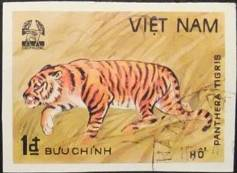 VIỆT NAM
PANTHERA TIGRIS
HỔ
1đ BƯU CHÍNH